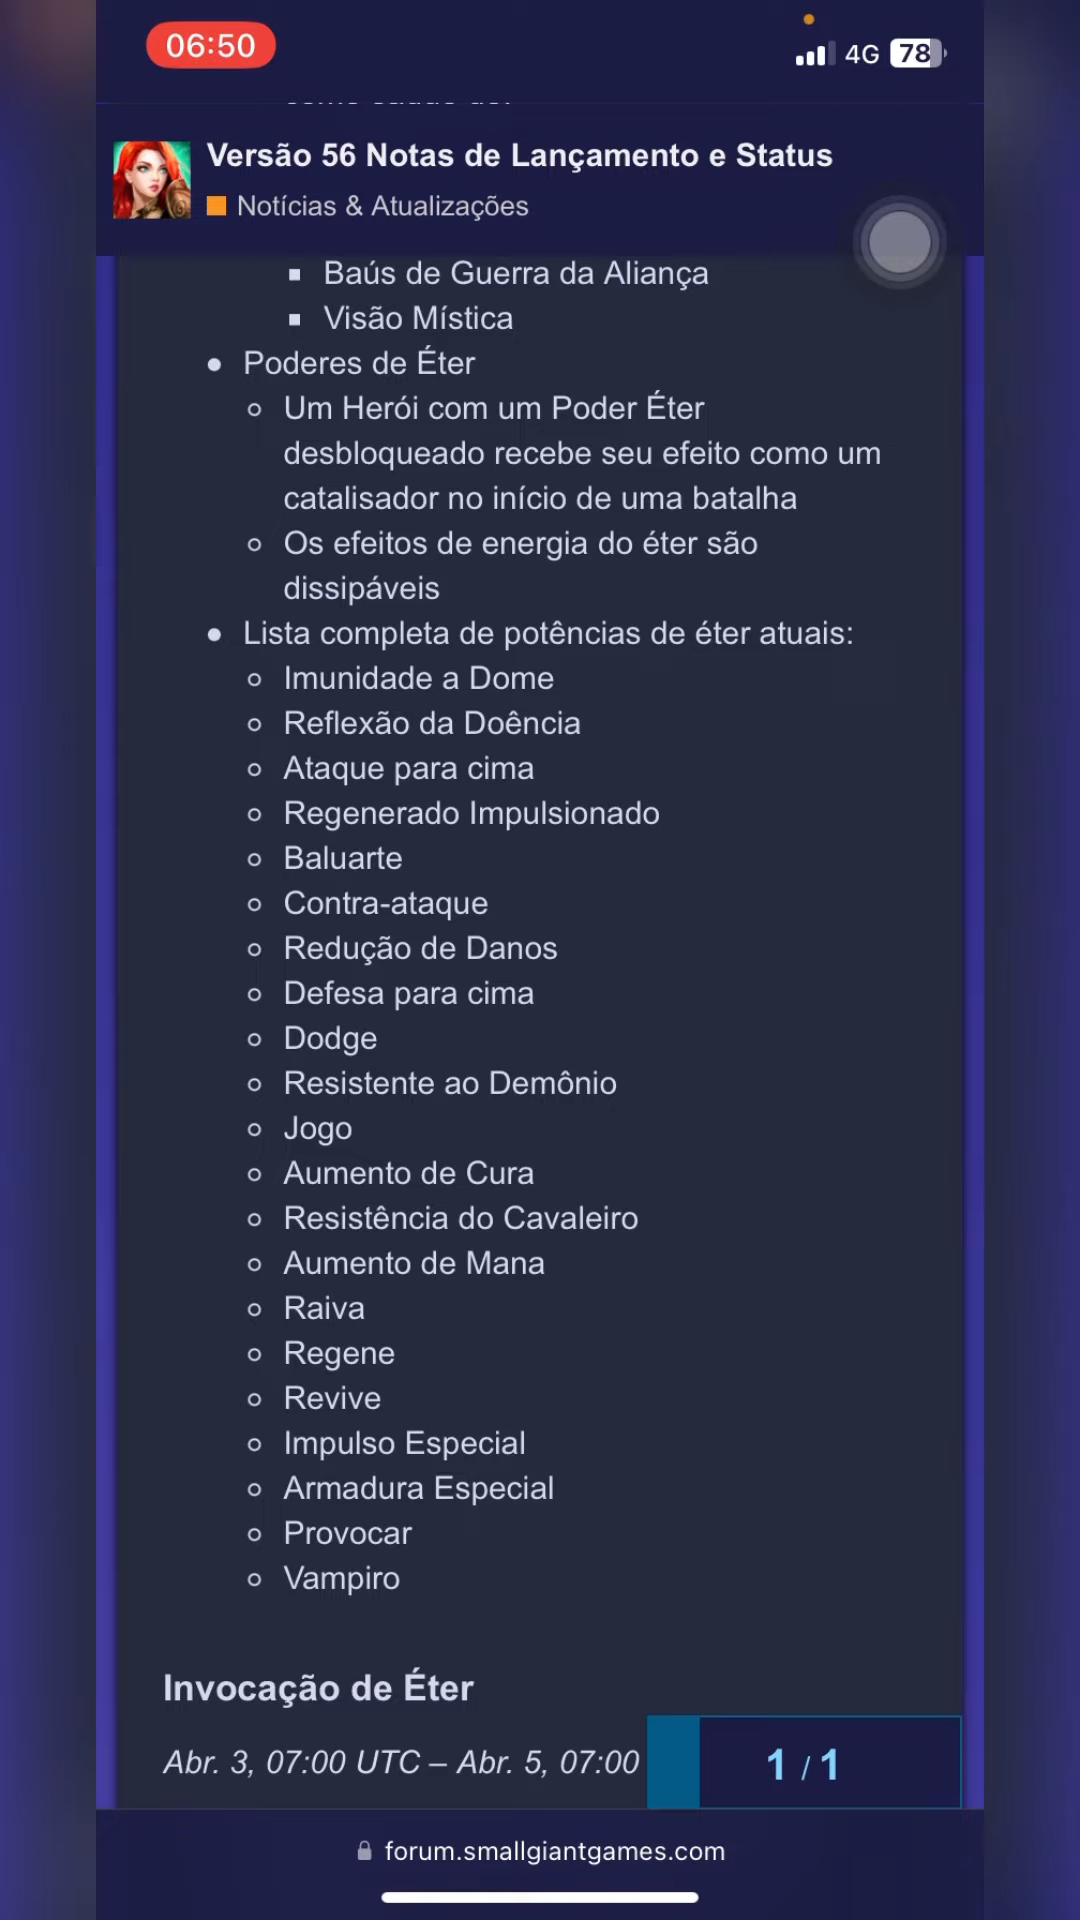 06:50
4G 78
Versão 56 Notas de Lançamento e Status
Notícias & Atualizações
Baús de Guerra da Aliança
Visão Mística
Poderes de Éter
Um Herói com um Poder Éter
desbloqueado recebe seu efeito como um
catalisador no início de uma batalha
Os efeitos de energia do éter são
dissipáveis
Lista completa de potências de éter atuais:
Imunidade a Dome
Reflexão da Doência
Ataque para cima
Regenerado Impulsionado
Baluarte
Contra-ataque
Redução de Danos
Defesa para cima
Dodge
Resistente ao Demônio
Jogo
Aumento de Cura
Resistência do Cavaleiro
Aumento de Mana
Raiva
Regene
Revive
Impulso Especial
Armadura Especial
Provocar
Vampiro
Invocação de Éter
Abr. 3, 07:00 UTC – Abr. 5, 07:00
1 / 1
forum.smallgiantgames.com